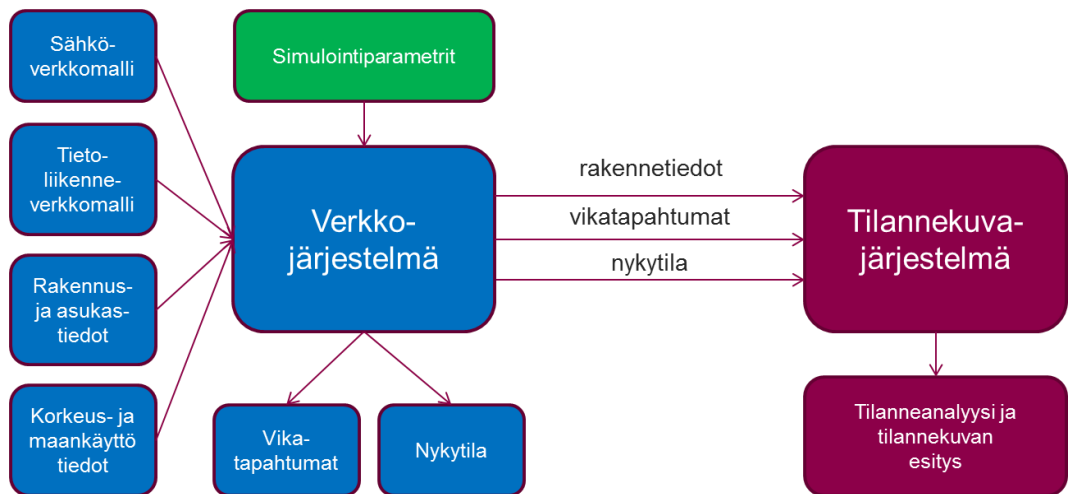 Sähkö-
verkkomalli
Simulointiparametrit
Tieto-
liikenne-
verkkomalli
Verkko-
järjestelmä
rakennetiedot
vikatapahtumat
nykytila
Tilannekuva-
järjestelmä
Rakennus-
ja asukas-
tiedot
Korkeus- ja
maankäyttö
tiedot
Vika-
tapahtumat
Nykytila
Tilanneanalyysi ja
tilannekuvan
esitys